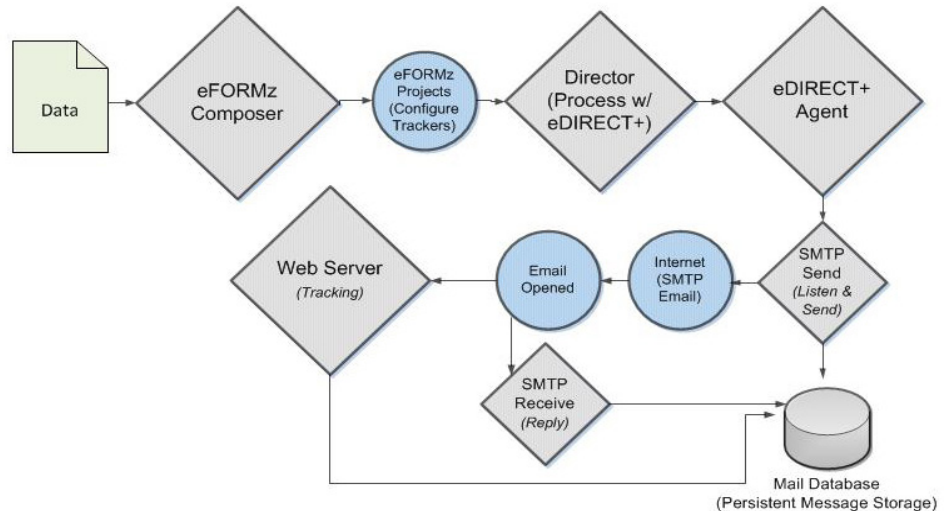 Data
eFORMz
Composer
eFORMz
Projects
(Configure
Trackers)
Director
(Process w/
eDIRECT+)
eDIRECT+
Agent
Web Server
(Tracking)
Email
Opened
Internet
(SMTP
Email)
SMTP
Send
(Listen &
Send)
SMTP
Receive
(Reply)
Mail Database
(Persistent Message Storage)